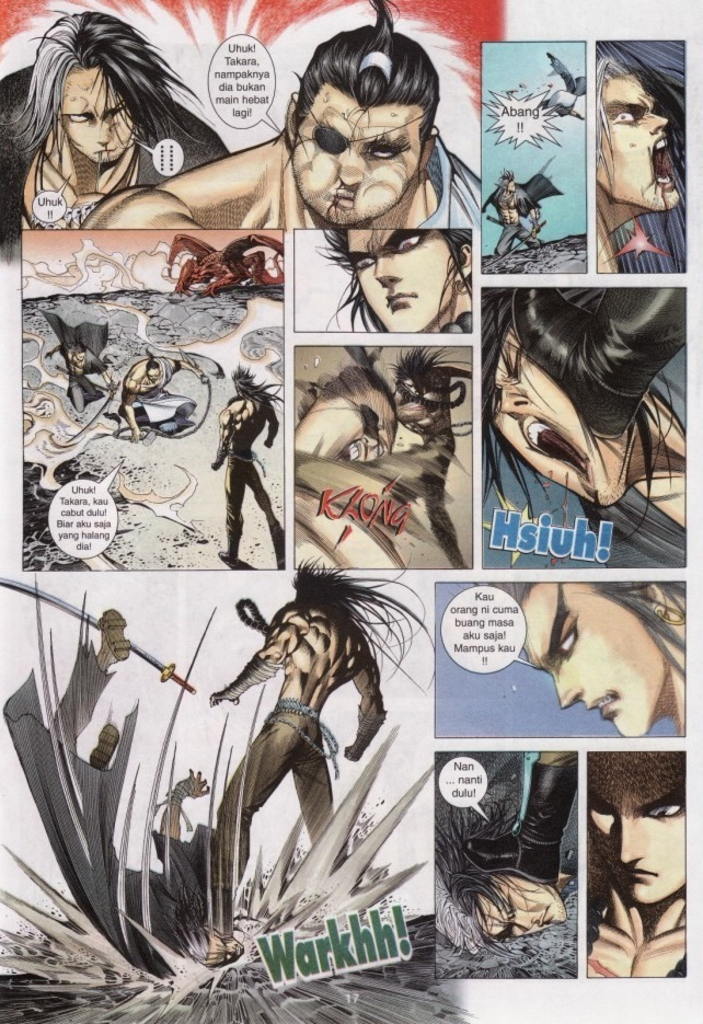 Uhuk!
Takara,
nampaknya
dia bukan
main hebat
lagi!
Uhuk
!!
Abang
!!
Uhuk!
Takara, kau
cabut dulu!
Biar aku saja
yang halang
dia!
KLONG
Hsiuh!
Kau
orang ni cuma
buang masa
aku saja!
Mampus kau
!!
Warkhh!
Nan
... nanti
dulu!
17